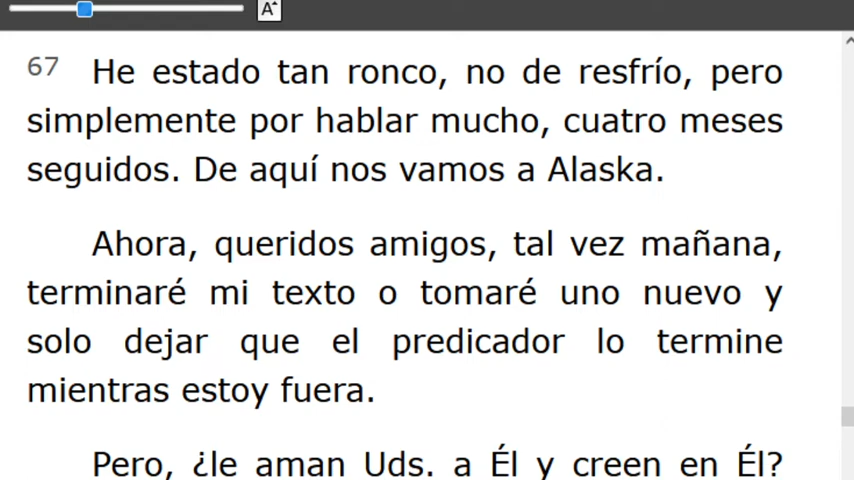 A
67 He estado tan ronco, no de resfrío, pero
simplemente por hablar mucho, cuatro meses
seguidos. De aquí nos vamos a Alaska.
Ahora, queridos amigos, tal vez mañana,
terminaré mi texto o tomaré uno nuevo y
solo dejar que el predicador lo termine
mientras estoy fuera.
Pero, ¿le aman Uds. a Él y creen en Él?